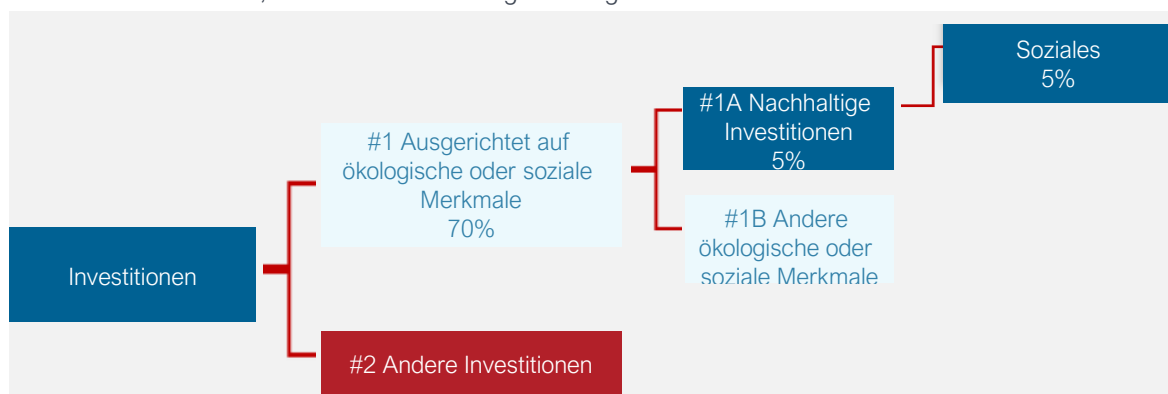 Soziales
5%
#1A Nachhaltige
Investitionen
5%
#1 Ausgerichtet auf
ökologische oder soziale
Merkmale
70%
#1B Andere
ökologische oder
soziale Merkmale
Investitionen
#2 Andere Investitionen